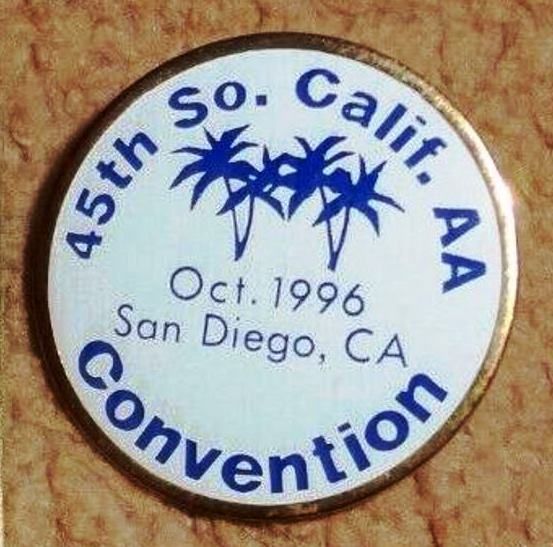 45th So. Calif. AA
Oct. 1996
San Diego, CA
Convention